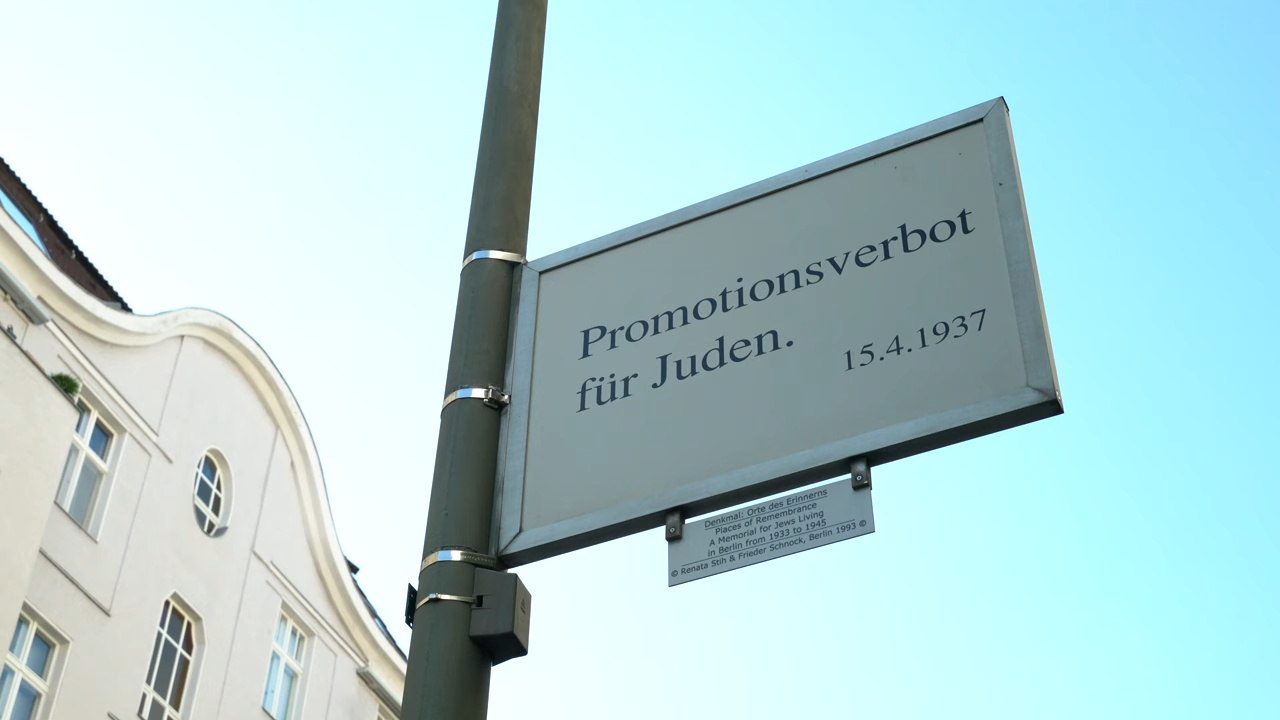 Promotionsverbot
für Juden.
15.4.1937
Denkmal: Orte des Erinnerns
Places of Remembrance
A Memorial for Jews Living
in Berlin from 1933 to 1945
© Renata Stih & Frieder Schnock, Berlin 1993 ©